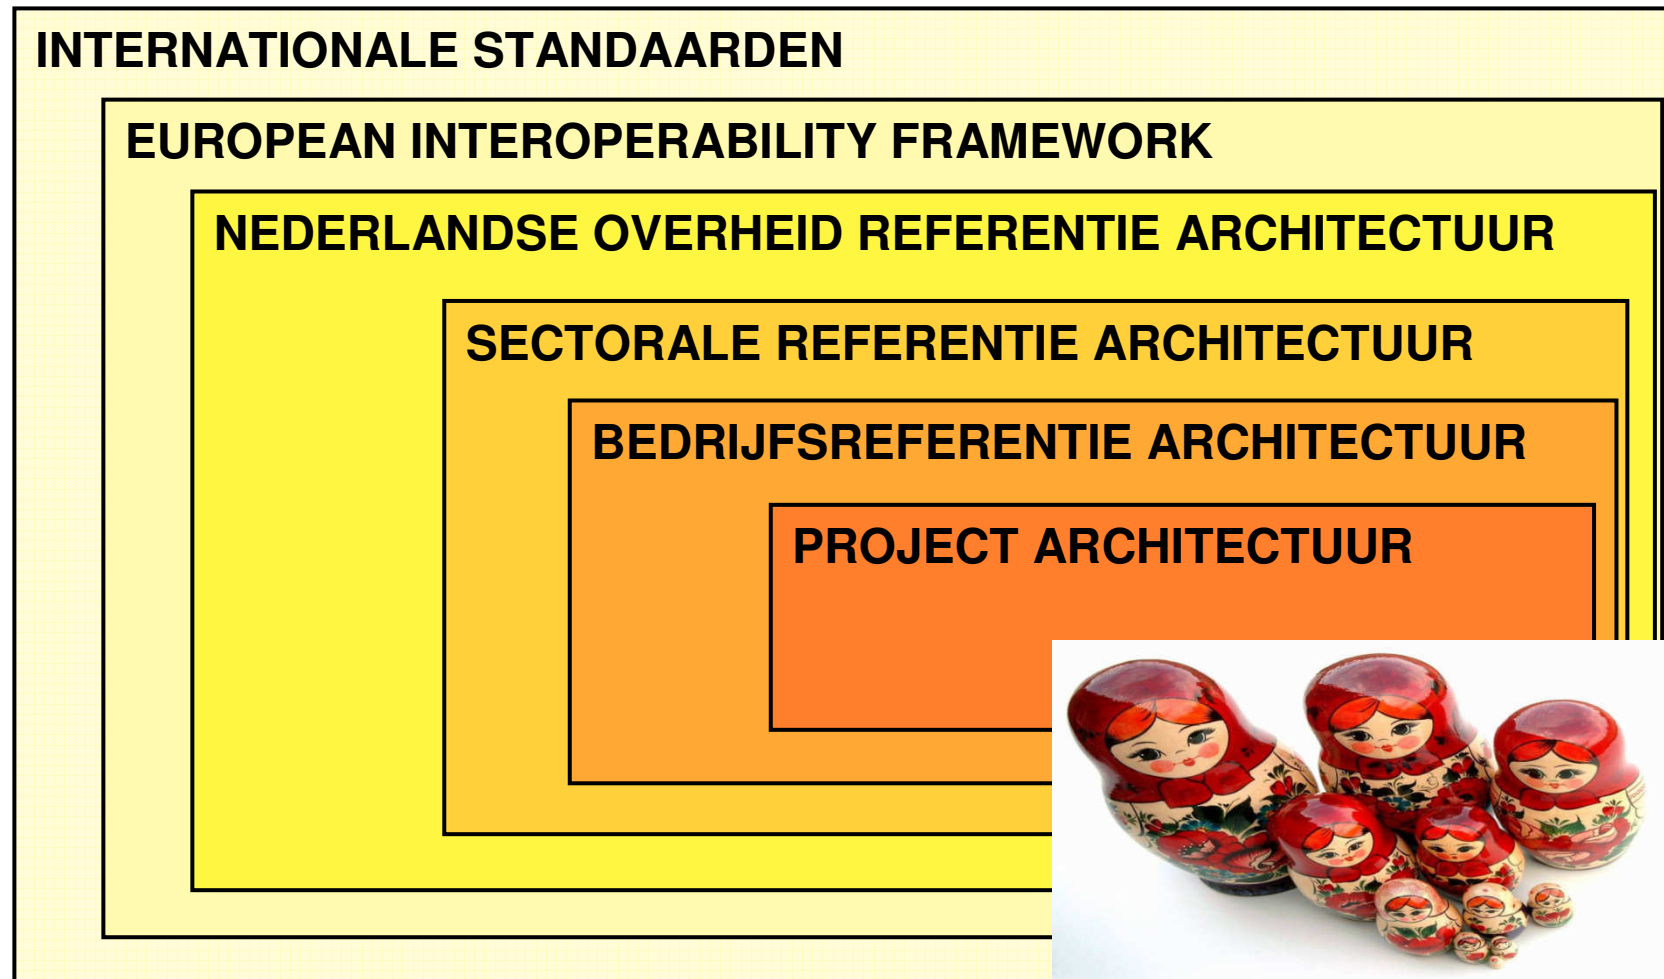 INTERNATIONALE STANDAARDEN
EUROPEAN INTEROPERABILITY FRAMEWORK
NEDERLANDSE OVERHEID REFERENTIE ARCHITECTUUR
SECTORALE REFERENTIE ARCHITECTUUR
BEDRIJFSREFERENTIE ARCHITECTUUR
PROJECT ARCHITECTUUR